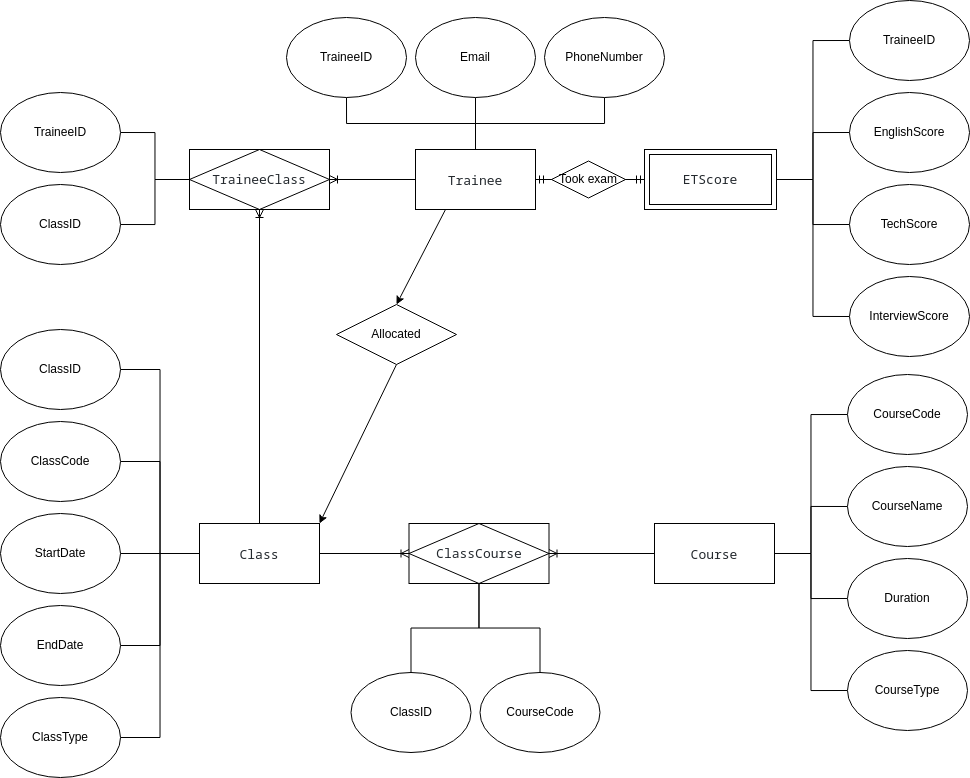 TraineeID
Email
PhoneNumber
TraineeID
TraineeID
EnglishScore
TraineeClass
Trainee
Took exam
ETScore
ClassID
TechScore
InterviewScore
Allocated
ClassID
CourseCode
ClassCode
CourseName
StartDate
Class
ClassCourse
Course
Duration
EndDate
CourseType
ClassID
CourseCode
ClassType